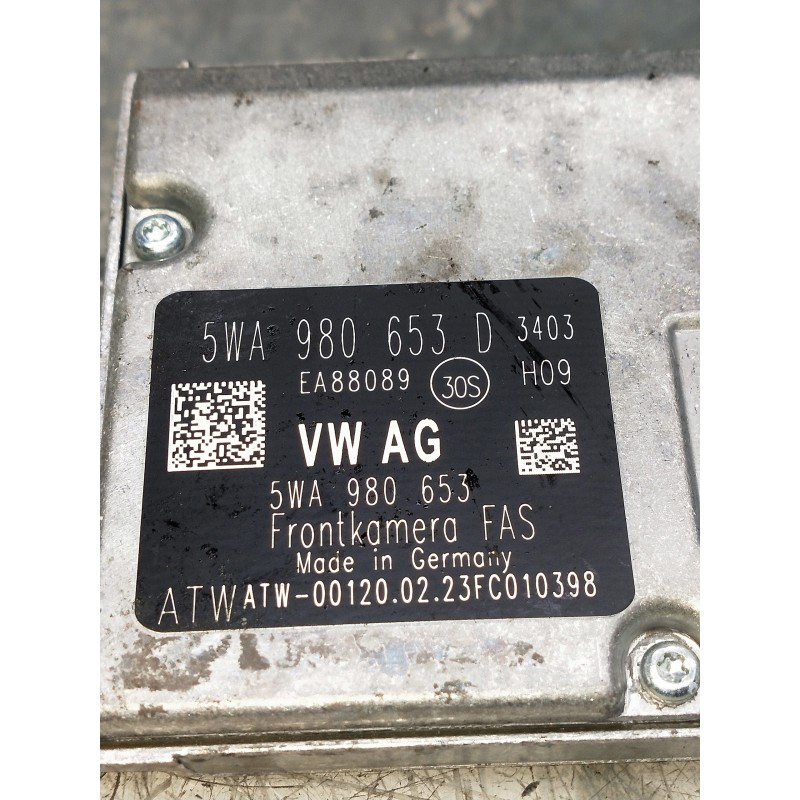 5WA 980 653 D 3403
EA88089 30S H09
VW AG
5WA 980 653
Frontkamera FAS
Made in Germany
ATW ATW-00120.02.23FC010398